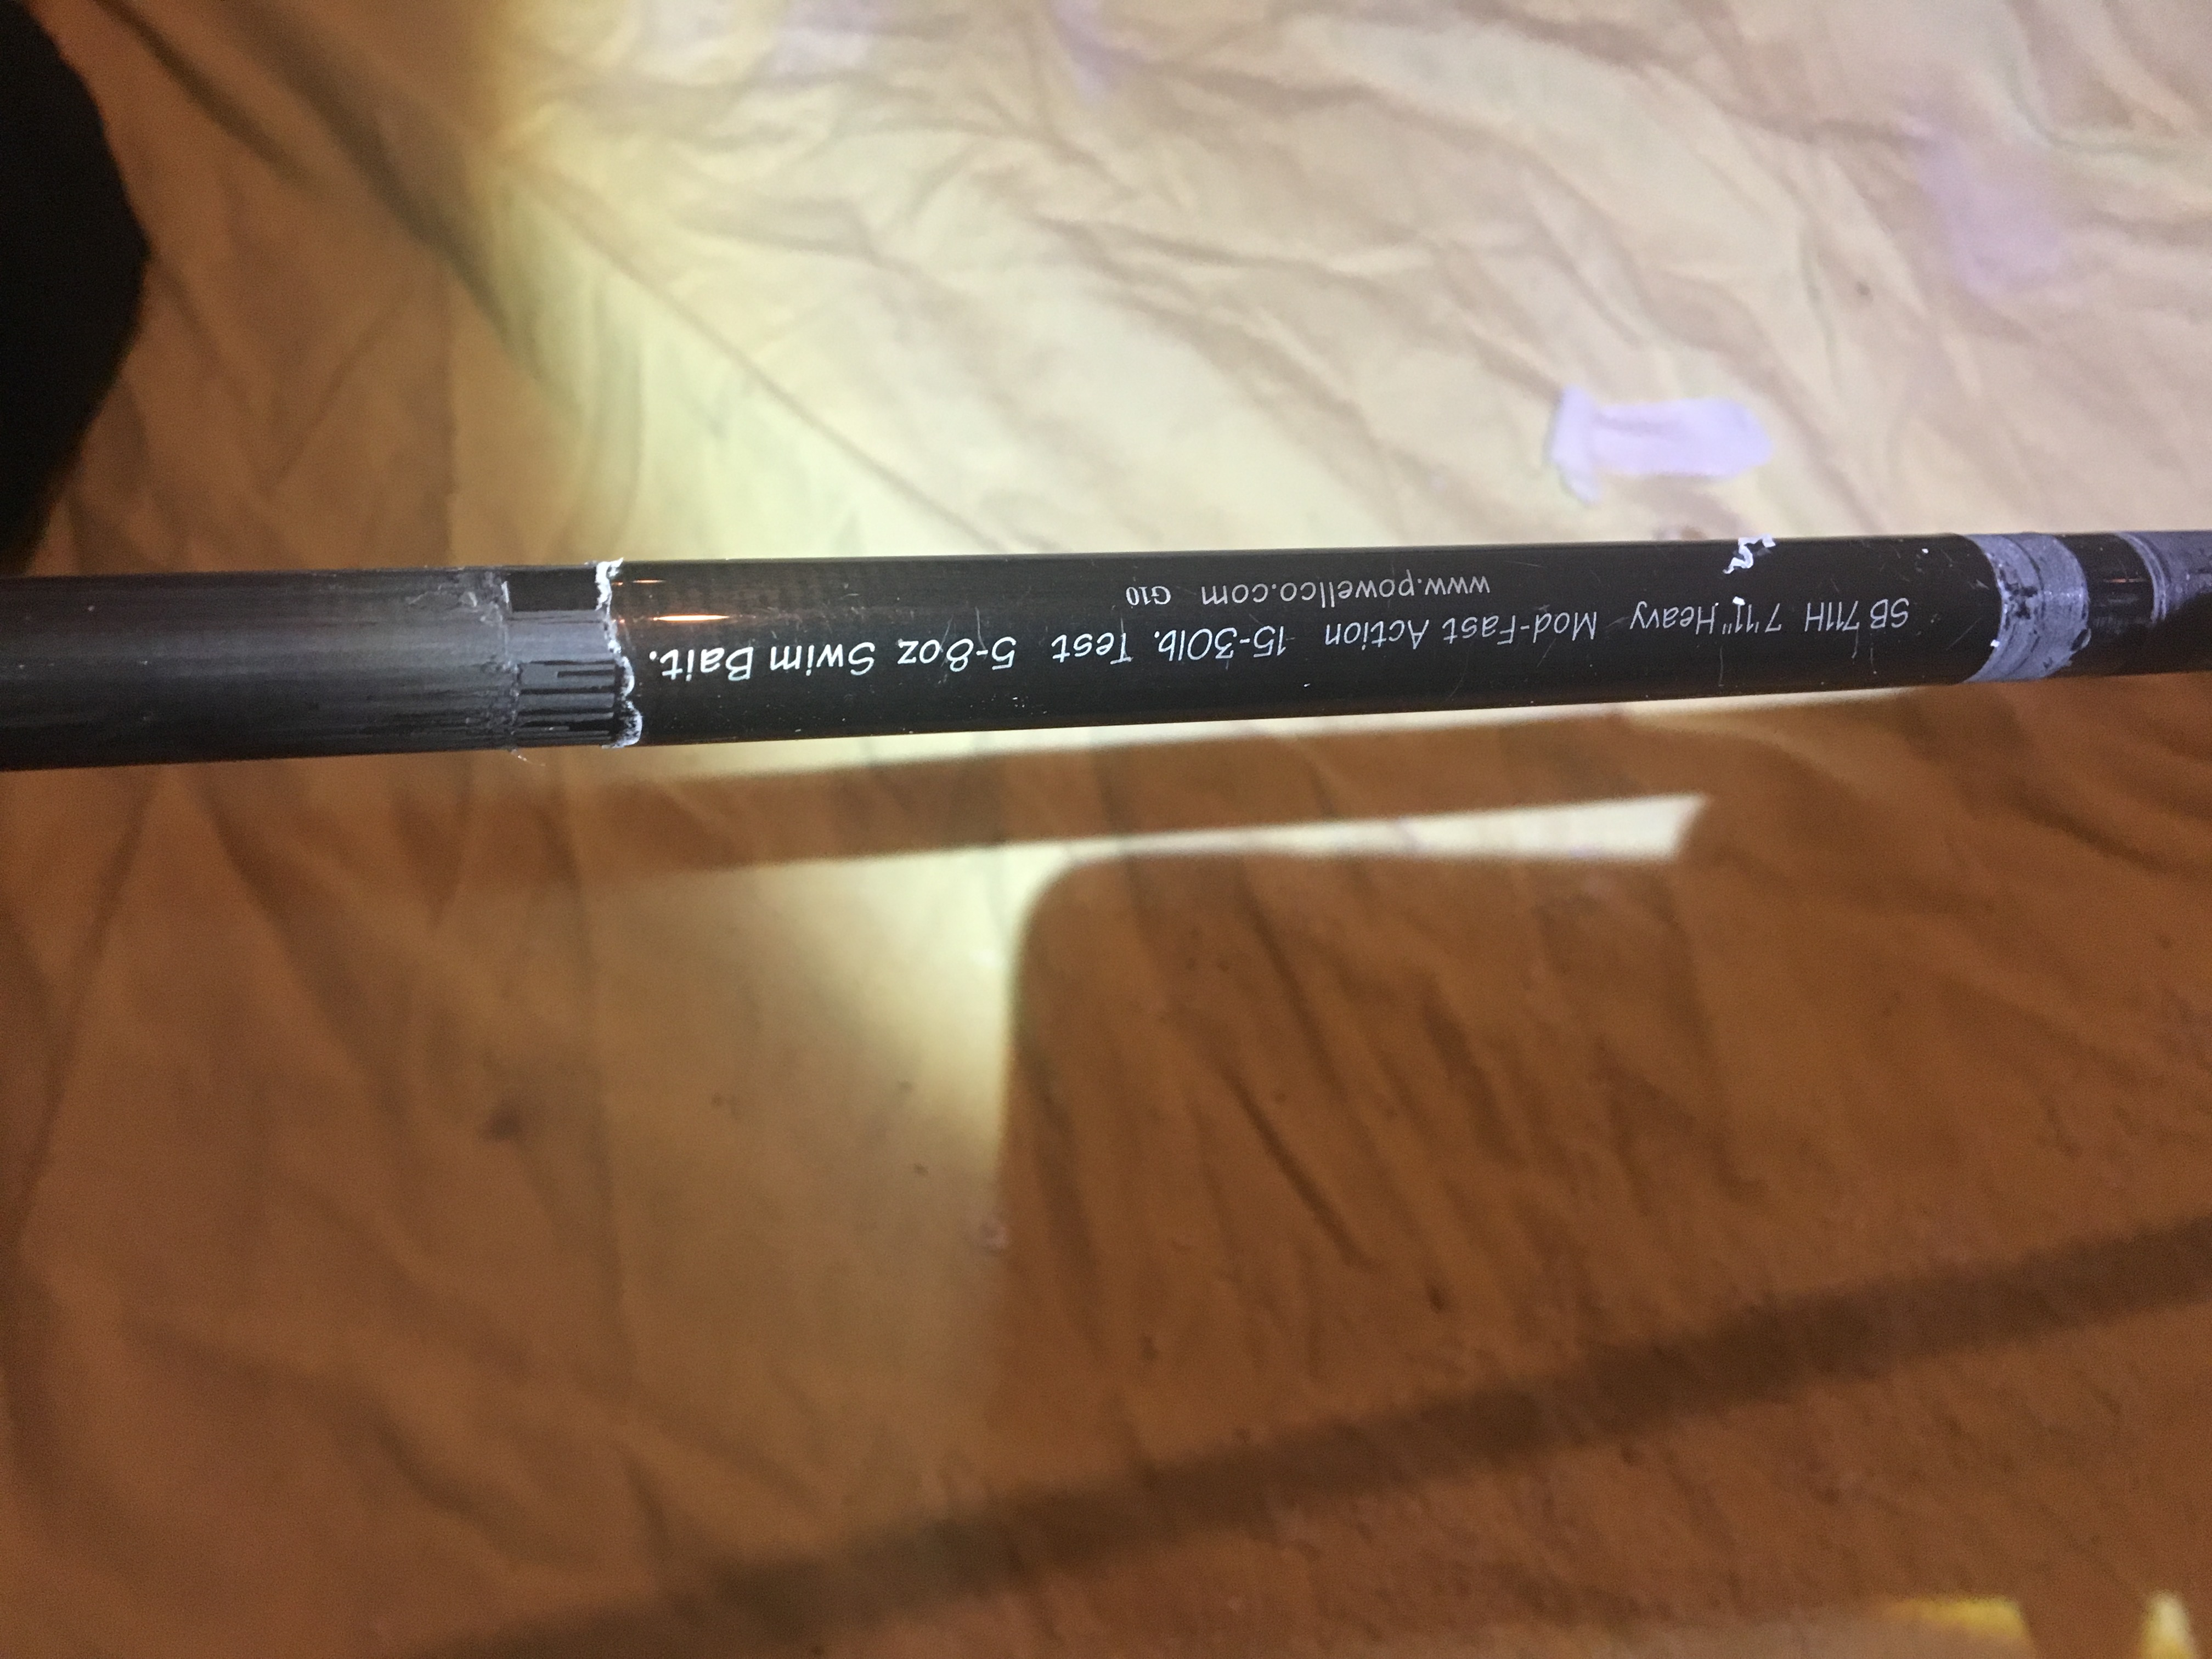 SB 711H 7'11" Heavy Mod-Fast Action 15-30lb. Test 5-8oz Swim Bait.
www.powellco.com G10